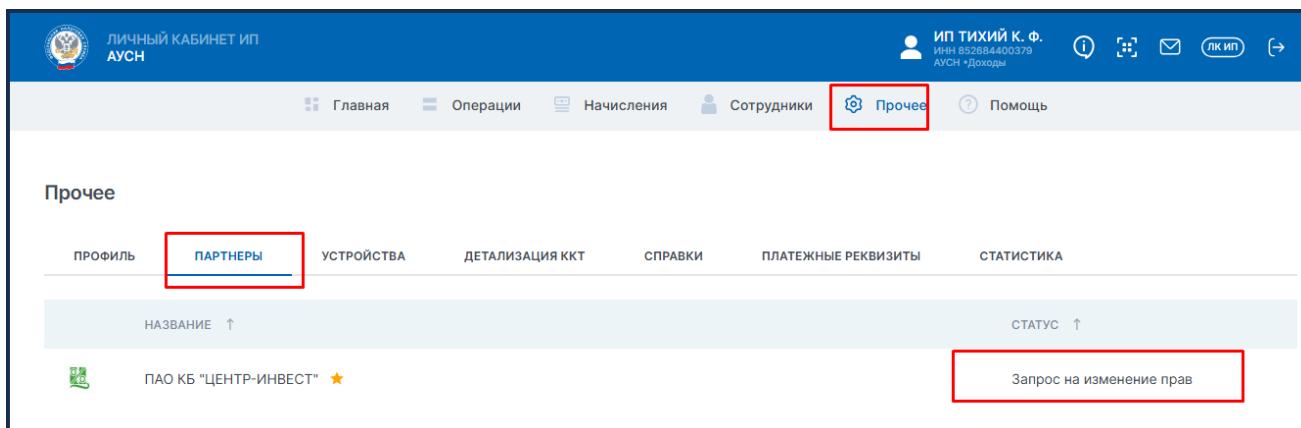 ЛИЧНЫЙ КАБИНЕТ ИП
АУСН
ИП ТИХИЙ К. Ф.
ИНН 852684400379
АУСН •Доходы
ЛК ИП
Главная Операции Начисления Сотрудники Прочее Помощь
Прочее
ПРОФИЛЬ ПАРТНЕРЫ УСТРОЙСТВА ДЕТАЛИЗАЦИЯ ККТ СПРАВКИ ПЛАТЕЖНЫЕ РЕКВИЗИТЫ СТАТИСТИКА
НАЗВАНИЕ ↑ СТАТУС ↑
ПАО КБ "ЦЕНТР-ИНВЕСТ" Запрос на изменение прав